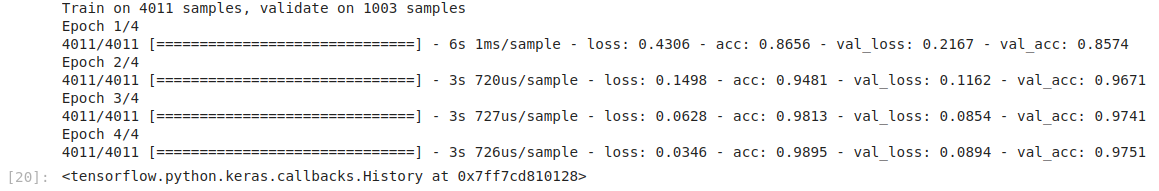 Train on 4011 samples, validate on 1003 samples
Epoch 1/4
4011/4011 [==============================] - 6s 1ms/sample - loss: 0.4306 - acc: 0.8656 - val_loss: 0.2167 - val_acc: 0.8574
Epoch 2/4
4011/4011 [==============================] - 3s 720us/sample - loss: 0.1498 - acc: 0.9481 - val_loss: 0.1162 - val_acc: 0.9671
Epoch 3/4
4011/4011 [==============================] - 3s 727us/sample - loss: 0.0628 - acc: 0.9813 - val_loss: 0.0854 - val_acc: 0.9741
Epoch 4/4
4011/4011 [==============================] - 3s 726us/sample - loss: 0.0346 - acc: 0.9895 - val_loss: 0.0894 - val_acc: 0.9751
[20]: <tensorflow.python.keras.callbacks.History at 0x7ff7cd810128>